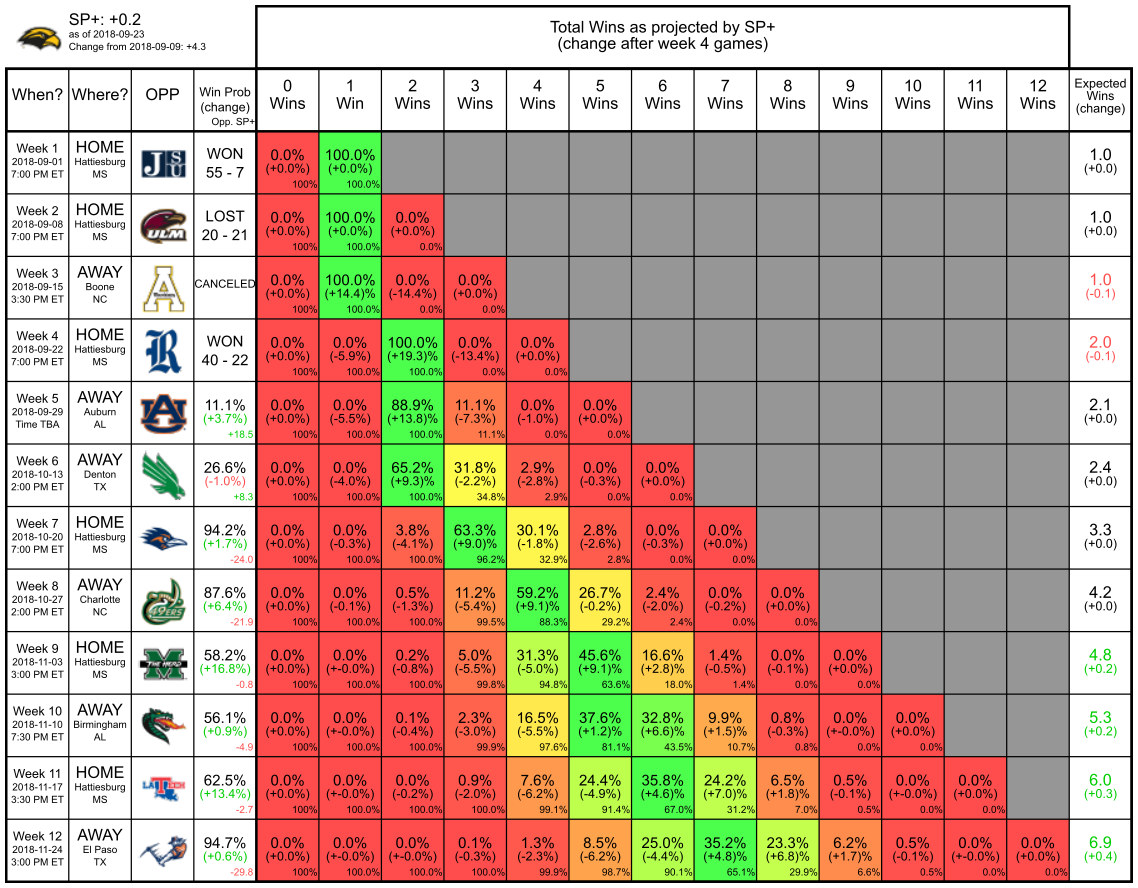 SP+: +0.2
as of 2018-09-23
Change from 2018-09-09: +4.3
Total Wins as projected by SP+
(change after week 4 games)
When? Where? OPP Win Prob (change) Opp. SP+ 0 Wins 1 Win 2 Wins 3 Wins 4 Wins 5 Wins 6 Wins 7 Wins 8 Wins 9 Wins 10 Wins 11 Wins 12 Wins Expected Wins (change)
Week 1 HOME JSU WON 0.0% 100.0% 1.0
2018-09-01 Hattiesburg 55 - 7 (+0.0%) (+0.0%) (+0.0)
7:00 PM ET MS 100% 100.0%
Week 2 HOME ULM LOST 0.0% 100.0% 0.0% 1.0
2018-09-08 Hattiesburg 20 - 21 (+0.0%) (+0.0%) (+0.0%) (+0.0)
7:00 PM ET MS 100% 100.0% 0.0%
Week 3 AWAY A CANCELED 0.0% 100.0% 0.0% 0.0% 1.0
2018-09-15 Boone (+0.0%) (+14.4)% (-14.4%) (+0.0%) (-0.1)
3:30 PM ET NC 100% 100.0% 0.0% 0.0%
Week 4 HOME R WON 0.0% 0.0% 100.0% 0.0% 0.0% 2.0
2018-09-22 Hattiesburg 40 - 22 (+0.0%) (-5.9%) (+19.3)% (-13.4%) (+0.0%) (-0.1)
7:00 PM ET MS 100% 100.0% 100.0% 0.0% 0.0%
Week 5 AWAY AU 11.1% 0.0% 0.0% 88.9% 11.1% 0.0% 0.0% 2.1
2018-09-29 Auburn (+3.7%) (+0.0%) (-5.5%) (+13.8)% (-7.3%) (-1.0%) (+0.0%) (+0.0)
Time TBA AL +18.5 100% 100.0% 100.0% 11.1% 0.0% 0.0%
Week 6 AWAY 26.6% 0.0% 0.0% 65.2% 31.8% 2.9% 0.0% 0.0% 2.4
2018-10-13 Denton (-1.0%) (+0.0%) (-4.0%) (+9.3)% (-2.2%) (-2.8%) (-0.3%) (+0.0%) (+0.0)
2:00 PM ET TX +8.3 100% 100.0% 100.0% 34.8% 2.9% 0.0% 0.0%
Week 7 HOME 94.2% 0.0% 0.0% 3.8% 63.3% 30.1% 2.8% 0.0% 0.0% 3.3
2018-10-20 Hattiesburg (+1.7%) (+0.0%) (-0.3%) (-4.1%) (+9.0)% (-1.8%) (-2.6%) (-0.3%) (+0.0%) (+0.0)
7:00 PM ET MS -24.0 100% 100.0% 100.0% 96.2% 32.9% 2.8% 0.0% 0.0%
Week 8 AWAY 49ERS 87.6% 0.0% 0.0% 0.5% 11.2% 59.2% 26.7% 2.4% 0.0% 0.0% 4.2
2018-10-27 Charlotte (+6.4%) (+0.0%) (-0.1%) (-1.3%) (-5.4%) (+9.1)% (-0.2%) (-2.0%) (-0.2%) (+0.0%) (+0.0)
2:00 PM ET NC -21.9 100% 100.0% 100.0% 99.5% 88.3% 29.2% 2.4% 0.0% 0.0%
Week 9 HOME M THE HERD 58.2% 0.0% 0.0% 0.2% 5.0% 31.3% 45.6% 16.6% 1.4% 0.0% 0.0% 4.8
2018-11-03 Hattiesburg (+16.8%) (+0.0%) (+-0.0%) (-0.8%) (-5.5%) (-5.0%) (+9.1)% (+2.8%) (-0.5%) (-0.1%) (+0.0%) (+0.2)
3:00 PM ET MS -0.8 100% 100.0% 100.0% 99.8% 94.8% 63.6% 18.0% 1.4% 0.0% 0.0%
Week 10 AWAY 56.1% 0.0% 0.0% 0.1% 2.3% 16.5% 37.6% 32.8% 9.9% 0.8% 0.0% 0.0% 5.3
2018-11-10 Birmingham (+0.9%) (+0.0%) (+-0.0%) (-0.4%) (-3.0%) (-5.5%) (+1.2)% (+6.6%) (+1.5%) (-0.3%) (+-0.0%) (+0.0%) (+0.2)
7:30 PM ET AL -4.9 100% 100.0% 100.0% 99.9% 97.6% 81.1% 43.5% 10.7% 0.8% 0.0% 0.0%
Week 11 HOME LA TECH 62.5% 0.0% 0.0% 0.0% 0.9% 7.6% 24.4% 35.8% 24.2% 6.5% 0.5% 0.0% 0.0% 6.0
2018-11-17 Hattiesburg (+13.4%) (+0.0%) (+-0.0%) (-0.2%) (-2.0%) (-6.2%) (-4.9%) (+4.6)% (+7.0)% (+1.8%) (-0.1%) (+-0.0%) (+0.0%) (+0.3)
3:30 PM ET MS -2.7 100% 100.0% 100.0% 100.0% 99.1% 91.4% 67.0% 31.2% 7.0% 0.5% 0.0% 0.0%
Week 12 AWAY 94.7% 0.0% 0.0% 0.0% 0.1% 1.3% 8.5% 25.0% 35.2% 23.3% 6.2% 0.5% 0.0% 0.0% 6.9
2018-11-24 El Paso (+0.6%) (+0.0%) (+-0.0%) (+-0.0%) (-0.3%) (-2.3%) (-6.2%) (-4.4%) (+4.8)% (+6.8)% (+1.7%) (-0.1%) (+-0.0%) (+0.0%) (+0.4)
3:00 PM ET TX -29.8 100% 100.0% 100.0% 100.0% 99.9% 98.7% 90.1% 65.1% 29.9% 6.6% 0.5% 0.0% 0.0%